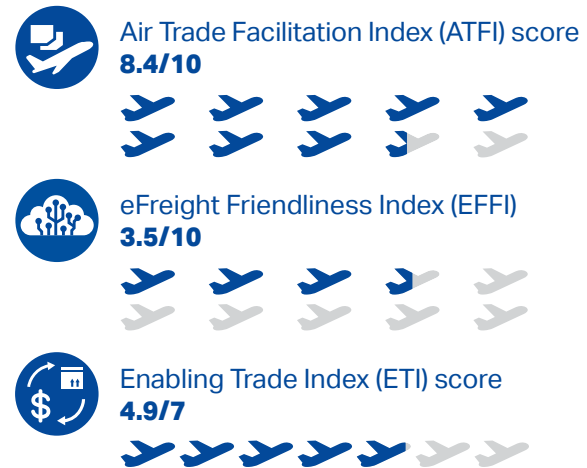 Air Trade Facilitation Index (ATFI) score
8.4/10
eFreight Friendliness Index (EFFI)
3.5/10
$
Enabling Trade Index (ETI) score
4.9/7